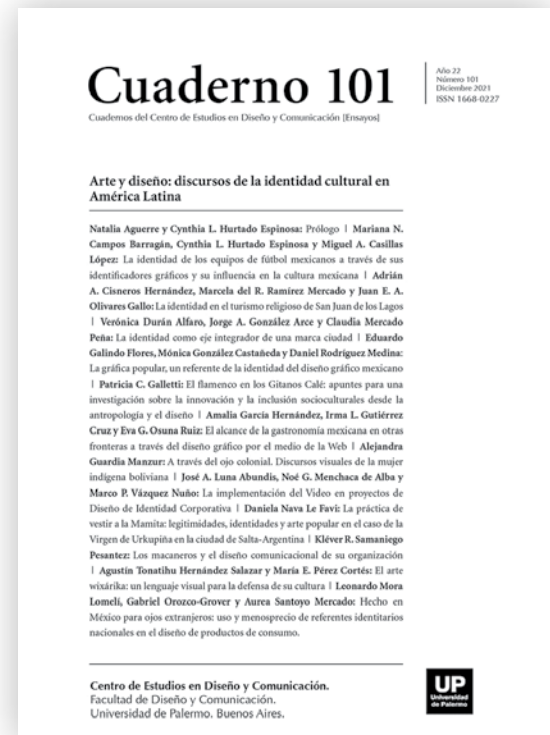 Cuaderno 101
Cuadernos del Centro de Estudios en Diseño y Comunicación [Ensayos]
Año 22
Número 101
Diciembre 2021
ISSN 1668-0227
Arte y diseño: discursos de la identidad cultural en
América Latina
Natalia Aguerre y Cynthia L. Hurtado Espinosa: Prólogo | Mariana N.
Campos Barragán, Cynthia L. Hurtado Espinosa y Miguel A. Casillas
López: La identidad de los equipos de fútbol mexicanos a través de sus
identificadores gráficos y su influencia en la cultura mexicana | Adrián
A. Cisneros Hernández, Marcela del R. Ramírez Mercado y Juan E. A.
Olivares Gallo: La identidad en el turismo religioso de San Juan de los Lagos
| Verónica Durán Alfaro, Jorge A. González Arce y Claudia Mercado
Peña: La identidad como eje integrador de una marca ciudad | Eduardo
Galindo Flores, Mónica González Castañeda y Daniel Rodríguez Medina:
La gráfica popular, un referente de la identidad del diseño gráfico mexicano
| Patricia C. Galletti: El flamenco en los Gitanos Calé: apuntes para una
investigación sobre la innovación y la inclusión socioculturales desde la
antropología y el diseño | Amalia García Hernández, Irma L. Gutiérrez
Cruz y Eva G. Osuna Ruiz: El alcance de la gastronomía mexicana en otras
fronteras a través del diseño gráfico por el medio de la Web | Alejandra
Guardia Manzur: A través del ojo colonial. Discursos visuales de la mujer
indígena boliviana | José A. Luna Abundis, Noé G. Menchaca de Alba y
Marco P. Vázquez Nuño: La implementación del Video en proyectos de
Diseño de Identidad Corporativa | Daniela Nava Le Favi: La práctica de
vestir a la Mamita: legitimidades, identidades y arte popular en el caso de la
Virgen de Urkupiña en la ciudad de Salta-Argentina | Kléver R. Samaniego
Pesantez: Los macaneros y el diseño comunicacional de su organización
| Agustín Tonatihu Hernández Salazar y María E. Pérez Cortés: El arte
wixárika: un lenguaje visual para la defensa de su cultura | Leonardo Mora
Lomelí, Gabriel Orozco-Grover y Aurea Santoyo Mercado: Hecho en
México para ojos extranjeros: uso y menosprecio de referentes identitarios
nacionales en el diseño de productos de consumo.
Centro de Estudios en Diseño y Comunicación.
Facultad de Diseño y Comunicación.
Universidad de Palermo. Buenos Aires.
UP
Universidad
de Palermo